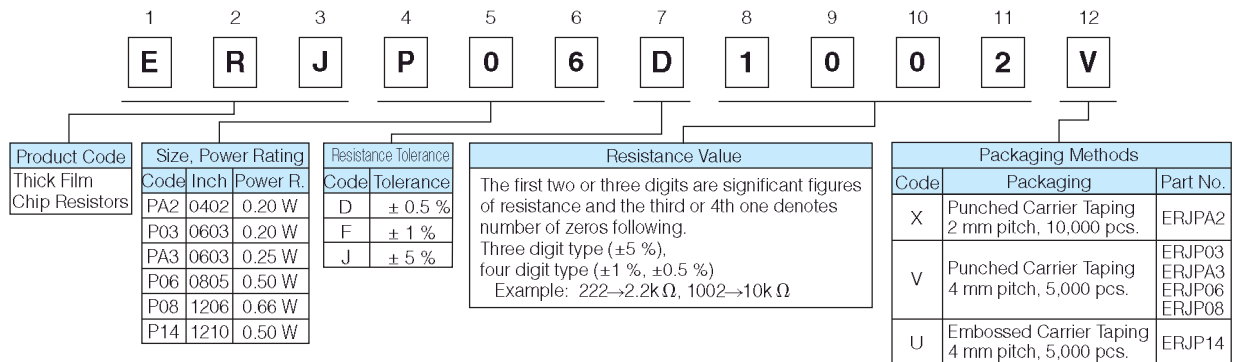 1 2 3 4 5 6 7 8 9 10 11 12
E R J P 0 6 D 1 0 0 2 V
Product Code
Thick Film
Chip Resistors
Size, Power Rating
Code Inch Power R.
PA2 0402 0.20 W
P03 0603 0.20 W
PA3 0603 0.25 W
P06 0805 0.50 W
P08 1206 0.66 W
P14 1210 0.50 W
Resistance Tolerance
Code Tolerance
D ± 0.5 %
F ± 1 %
J ± 5 %
Resistance Value
The first two or three digits are significant figures
of resistance and the third or 4th one denotes
number of zeros following.
Three digit type (±5 %),
four digit type (±1 %, ±0.5 %)
Example: 222→2.2k Ω, 1002→10k Ω
Packaging Methods
Code Packaging Part No.
X Punched Carrier Taping
2 mm pitch, 10,000 pcs. ERJPA2
V Punched Carrier Taping
4 mm pitch, 5,000 pcs.
ERJP03
ERJPA3
ERJP06
ERJP08
U Embossed Carrier Taping
4 mm pitch, 5,000 pcs. ERJP14